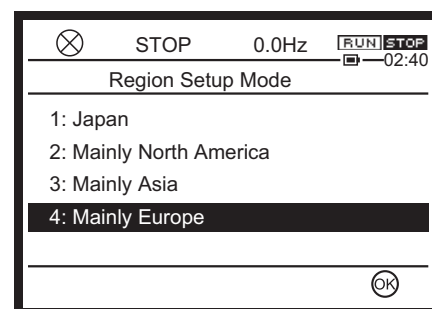 STOP 0.0Hz RUN STOP
02:40
Region Setup Mode
1: Japan
2: Mainly North America
3: Mainly Asia
4: Mainly Europe
OK